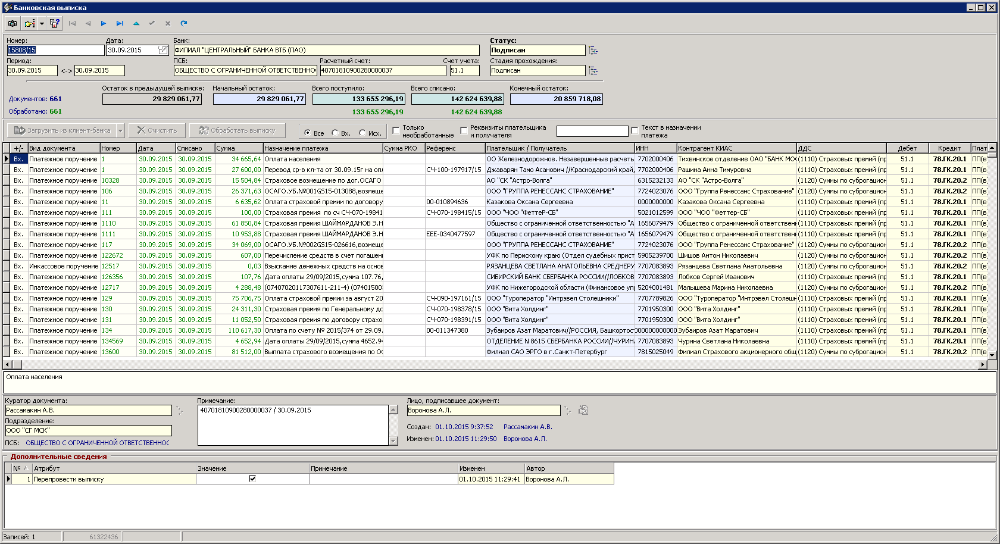 Банковская выписка
Номер: Дата: Банк: Статус:
15808/15 30.09.2015 ФИЛИАЛ "ЦЕНТРАЛЬНЫЙ" БАНКА ВТБ (ПАО) Подписан
Период: ПСБ: Расчетный счет: Счет учета: Стадия прохождения:
30.09.2015 <-> 30.09.2015 ОБЩЕСТВО С ОГРАНИЧЕННОЙ ОТВЕТСТВЕННО 40701810900280000037 51.1 Подписан
Остаток в предыдущей выписке: Начальный остаток: Всего поступило: Всего списано: Конечный остаток:
Документов: 661 29 829 061,77 29 829 061,77 133 655 296,19 142 624 639,88 20 859 718,08
Обработано: 661 133 655 296,19 142 624 639,88
Загрузить из клиент-банка Очистить Обработать выписку Все Вх. Исх. Только необработанные Реквизиты плательщика и получателя Текст в назначении платежа
+/- Вид документа Номер Дата Списано Сумма Назначение платежа Сумма РКО Референс Плательщик / Получатель ИНН Контрагент КИАС ДДС Дебет Кредит Плат
Вх. Платежное поручение 1 30.09.2015 30.09.2015 34 665,64 Оплата населения ОО Железнодорожное. Незавершенные расчеть 7702000406 Тихвинское отделение ОАО "БАНК МОС (1110) Страховых премий (пр 51.1 78.ГК.20.1 ПП(в)
Вх. Платежное поручение 1 30.09.2015 30.09.2015 27 600,00 Перевод ср-в кл-та от 30.09.15г на опл СЧ-100-197917/15 Джаварян Тамо Асанович //Краснодарский край, 7702000406 Рашина Анна Тимуровна (1110) Страховых премий (пр 51.1 78.ГК.20.1 ПП(в)
Вх. Платежное поручение 10328 30.09.2015 30.09.2015 15 504,84 Страховое возмещение по дог.ОСАГО АО "СК "Астро-Волга" 6315232133 АО "СК "Астро-Волга" (1120) Суммы по суброгацион 51.1 78.ГК.20.2 ПП(в)
Вх. Платежное поручение 106 30.09.2015 30.09.2015 26 371,63 ОСАГО.УБ.№001GS15-013088,возмеще ООО "ГРУППА РЕНЕССАНС СТРАХОВАНИЕ" 7724023076 ООО "Группа Ренессанс Страхование" (1120) Суммы по суброгацион 51.1 78.ГК.20.2 ПП(в)
Вх. Платежное поручение 11 30.09.2015 30.09.2015 6 635,62 Оплата страховой премии по договору 00-010894636 Казакова Оксана Сергеевна 0000000000 Казакова Оксана Сергеевна (1110) Страховых премий (пр 51.1 78.ГК.20.1 ПП(в)
Вх. Платежное поручение 111 30.09.2015 30.09.2015 100,00 Страховая премия по сч СЧ-070-19841 СЧ-070-198415/15 ООО "ЧОО "Феттер-СБ" 5021012599 ООО "ЧОО "Феттер-СБ" (1110) Страховых премий (пр 51.1 78.ГК.20.1 ПП(в)
Вх. Платежное поручение 1110 30.09.2015 30.09.2015 61 850,84 Страховая премия ШАЙМАРДАНОВ Э.Н Общество с ограниченной ответственностью "А 1656079479 Общество с ограниченной ответственн (1110) Страховых премий (пр 51.1 78.ГК.20.1 ПП(в)
Вх. Платежное поручение 1111 30.09.2015 30.09.2015 10 953,88 Страховая премия ШАЙМАРДАНОВ Э.Н ЕЕЕ-0340477597 Общество с ограниченной ответственностью "А 1656079479 Общество с ограниченной ответственн (1110) Страховых премий (пр 51.1 78.ГК.20.1 ПП(в)
Вх. Платежное поручение 117 30.09.2015 30.09.2015 34 069,00 ОСАГО.УБ.№002GS15-026616,возмеще ООО "ГРУППА РЕНЕССАНС СТРАХОВАНИЕ" 7724023076 ООО "Группа Ренессанс Страхование" (1120) Суммы по суброгацион 51.1 78.ГК.20.2 ПП(в)
Вх. Платежное поручение 122672 30.09.2015 30.09.2015 607,00 Перечисление средств в счет погашен УФК по Пермскому краю (Отдел судебных прист 5905239700 Шишов Антон Николаевич (1120) Суммы по суброгацион 51.1 78.ГК.20.2 ПП(в)
Вх. Инкассовое поручение 12517 30.09.2015 30.09.2015 0,03 Взыскание денежных средств на основ РЯЗАНЦЕВА СВЕТЛАНА АНАТОЛЬЕВНА СРЕДНЕРУ 7707083893 Рязанцева Светлана Анатольевна (1120) Суммы по суброгацион 51.1 78.ГК.20.2 ПП(в)
Вх. Платежное поручение 126356 30.09.2015 30.09.2015 107,76 Дата оплаты 29/09/2015,сумма 107.76, СИБИРСКИЙ БАНК СБЕРБАНКА РОССИИ//ЛОБКОВ 7707083893 Лобков Сергей Иванович (1110) Страховых премий (пр 51.1 78.ГК.20.1 ПП(в)
Вх. Платежное поручение 12717 30.09.2015 30.09.2015 4 288,48 (07407020117307611-211-4) (07401500: УФК по Нижегородской области (Финансовое упр 5204001481 Малышева Марина Николаевна (1120) Суммы по суброгацион 51.1 78.ГК.20.2 ПП(в)
Вх. Платежное поручение 129 30.09.2015 30.09.2015 75 706,75 Оплата страховой премии за август 20 СЧ-090-197161/15 ООО "Туроператор "Интрэвел Столешники" 7707789826 ООО "Туроператор "Интрэвел Столешн (1110) Страховых премий (пр 51.1 78.ГК.20.1 ПП(в)
Вх. Платежное поручение 130 30.09.2015 30.09.2015 24 311,30 Страховая премия по Генеральному до СЧ-070-198378/15 ООО "Вита Холдинг" 7701950300 ООО "Вита Холдинг" (1110) Страховых премий (пр 51.1 78.ГК.20.1 ПП(в)
Вх. Платежное поручение 131 30.09.2015 30.09.2015 11 052,50 Страховая премия по договору страхо СЧ-070-198391/15 ООО "Вита Холдинг" 7701950300 ООО "Вита Холдинг" (1110) Страховых премий (пр 51.1 78.ГК.20.1 ПП(в)
Вх. Платежное поручение 134 30.09.2015 30.09.2015 110 617,30 Оплата по счету № 2015/374 от 29.09. 00-011347380 Зубаиров Азат Маратович//РОССИЯ, Башкортост 000000000000 Зубаиров Азат Маратович (1110) Страховых премий (пр 51.1 78.ГК.20.1 ПП(в)
Вх. Платежное поручение 134569 30.09.2015 30.09.2015 4 652,94 Дата оплаты 29/09/2015,сумма 4652.94 ОТДЕЛЕНИЕ N 8615 СБЕРБАНКА РОССИИ//ЧУРИНА 7707083893 Чурина Светлана Николаевна (1110) Страховых премий (пр 51.1 78.ГК.20.1 ПП(в)
Вх. Платежное поручение 13600 30.09.2015 30.09.2015 81 512,00 Выплата страхового возмещения по ОС Филиал САО ЭРГО в г.Санкт-Петербург 7815025049 Филиал Страхового акционерного общ (1120) Суммы по суброгацион 51.1 78.ГК.20.2 ПП(в)
Оплата населения
Куратор документа: Примечание: Лицо, подписавшее документ:
Рассамакин А.В. 40701810900280000037 / 30.09.2015 Воронова А.Л.
Подразделение:
ООО "СГ МСК" Создан: 01.10.2015 9:37:52 Рассамакин А.В.
ПСБ: ОБЩЕСТВО С ОГРАНИЧЕННОЙ ОТВЕТСТВЕННОС Изменен: 01.10.2015 11:29:50 Воронова А.Л.
Дополнительные сведения
№ Атрибут Значение Примечание Изменен Автор
1 Перепровести выписку 01.10.2015 11:29:41 Воронова А.Л.
Записей: 1 61322436